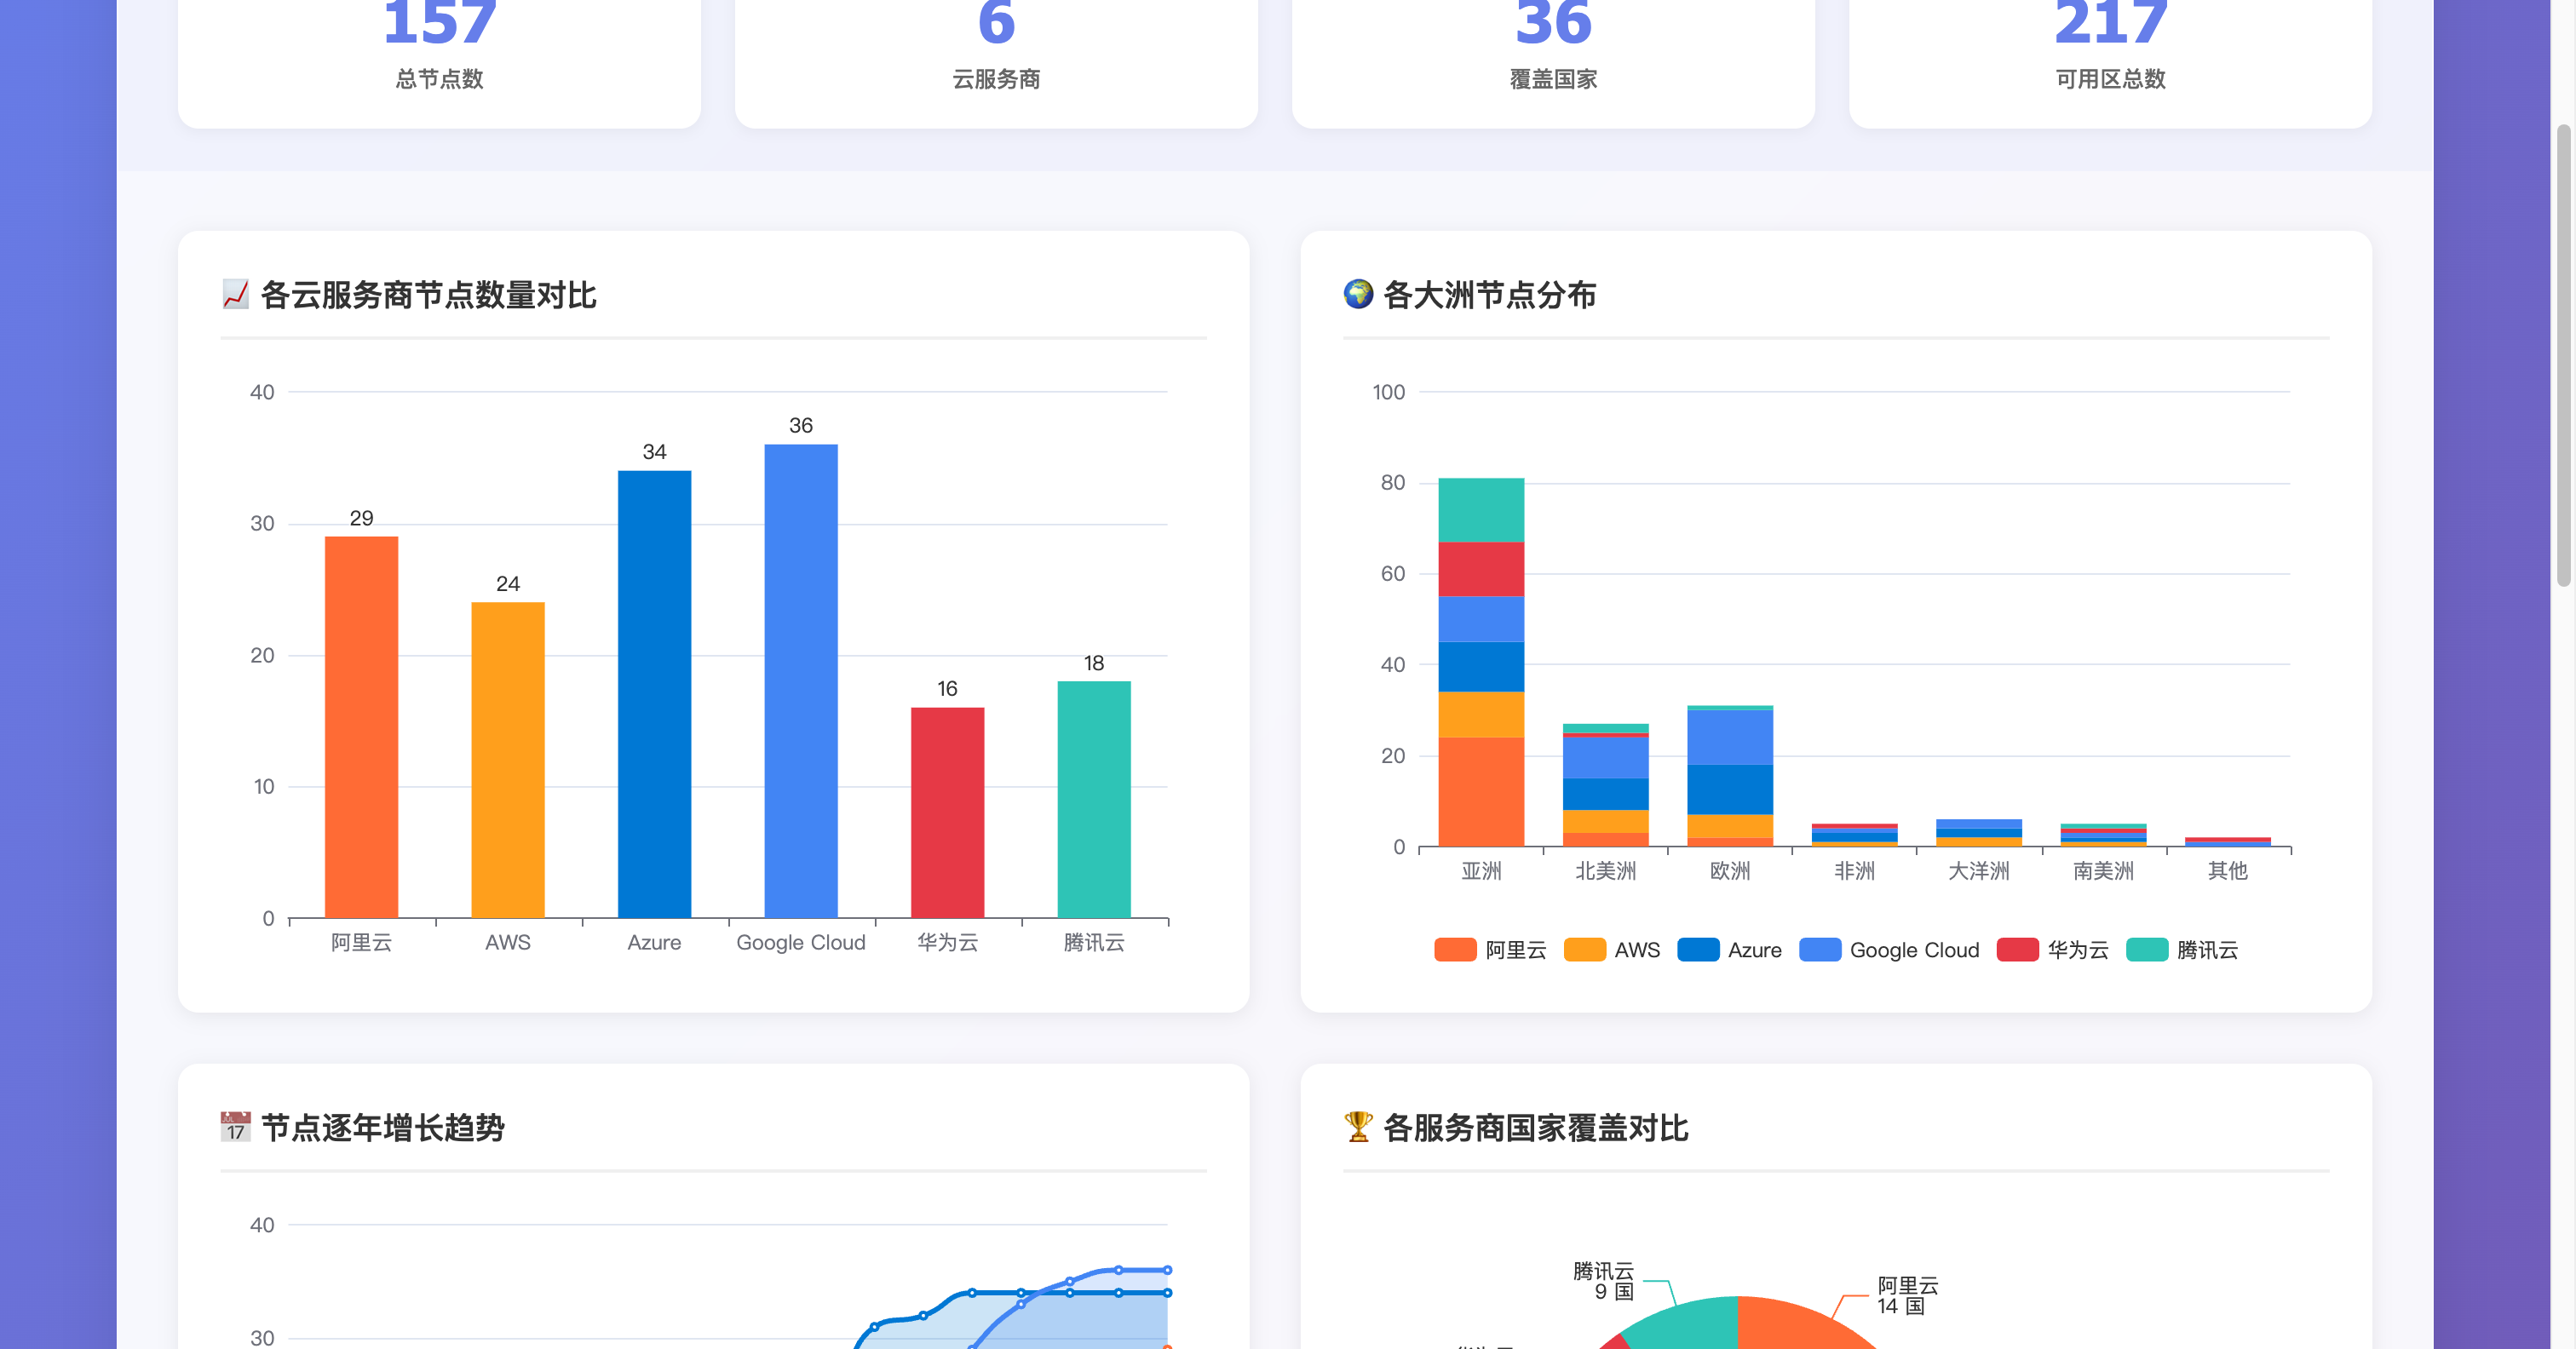 157
总节点数
6
云服务商
36
覆盖国家
217
可用区总数
各云服务商节点数量对比
40
30
20
10
0
29
24
34
36
16
18
阿里云 AWS Azure Google Cloud 华为云 腾讯云
各大洲节点分布
100
80
60
40
20
0
亚洲 北美洲 欧洲 非洲 大洋洲 南美洲 其他
阿里云 AWS Azure Google Cloud 华为云 腾讯云
17 节点逐年增长趋势
40
30
各服务商国家覆盖对比
腾讯云
9 国
阿里云
14 国